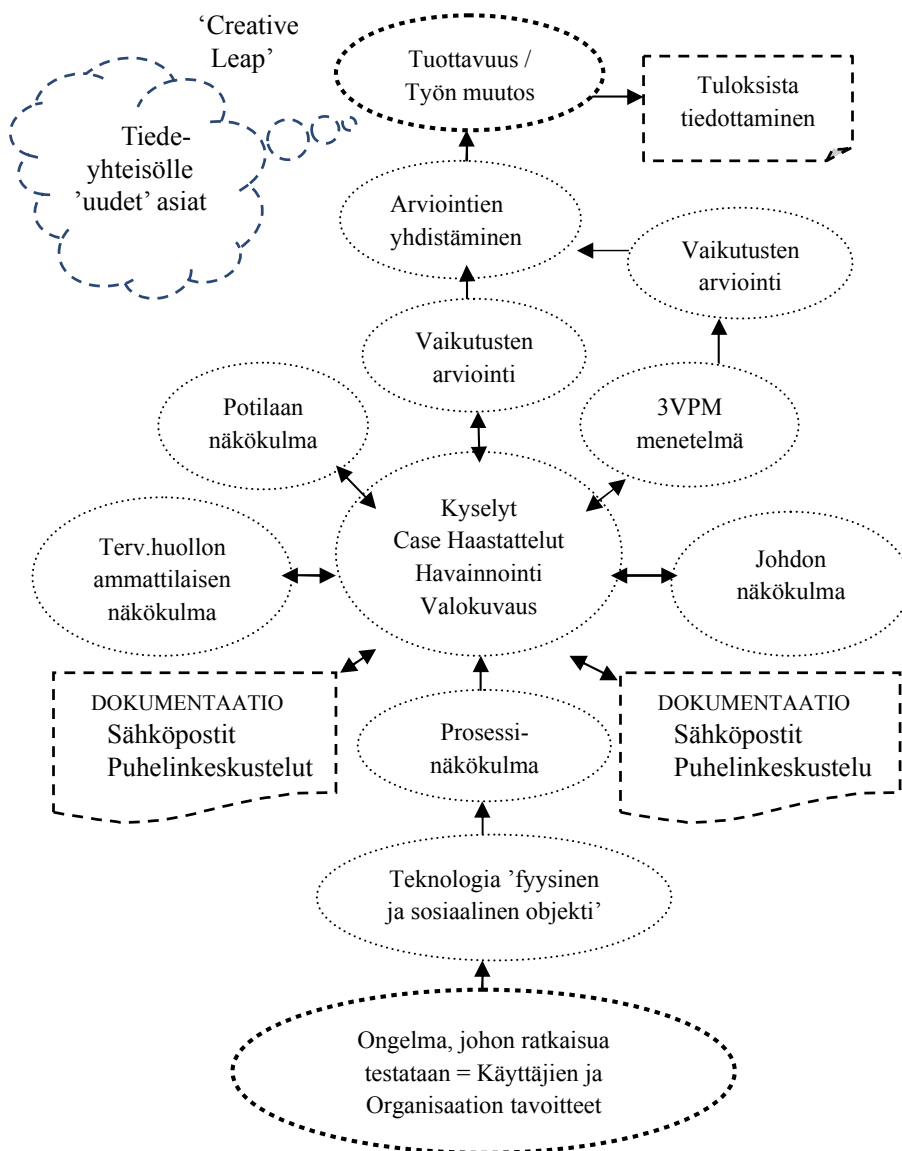 ‘Creative
Leap’
Tuottavuus /
Työn muutos
Tuloksista
tiedottaminen
Tiede-
yhteisölle
’uudet’ asiat
Arviointien
yhdistäminen
Vaikutusten
arviointi
Vaikutusten
arviointi
Potilaan
näkökulma
3VPM
menetelmä
Kyselyt
Case Haastattelut
Havainnointi
Valokuvaus
Terv.huollon
ammattilaisen
näkökulma
Johdon
näkökulma
DOKUMENTAATIO
Sähköpostit
Puhelinkeskustelut
Prosessi-
näkökulma
DOKUMENTAATIO
Sähköpostit
Puhelinkeskustelu
Teknologia ’fyysinen
ja sosiaalinen objekti’
Ongelma, johon ratkaisua
testataan = Käyttäjien ja
Organisaation tavoitteet